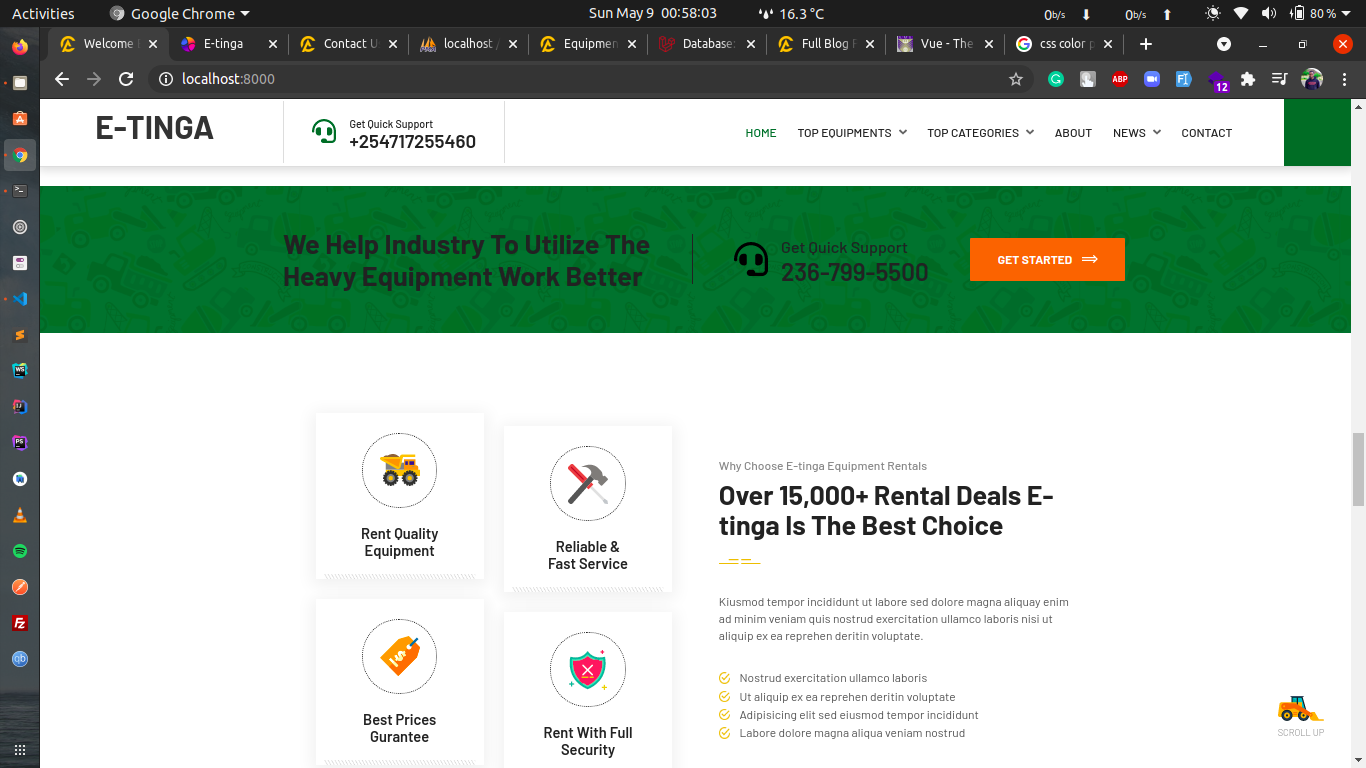 Activities
Google Chrome
Sun May 9 00:58:03
16.3 °C
0b/s
0b/s
80 %
Welcome
E-tinga
Contact U
localhost /
Equipmen
Database:
Full Blog F
Vue - The
css color p
localhost:8000
ABP
12
E-TINGA
Get Quick Support
+254717255460
HOME
TOP EQUIPMENTS
TOP CATEGORIES
ABOUT
NEWS
CONTACT
We Help Industry To Utilize The
Heavy Equipment Work Better
Get Quick Support
236-799-5500
GET STARTED
Rent Quality
Equipment
Reliable &
Fast Service
Best Prices
Gurantee
Rent With Full
Security
Why Choose E-tinga Equipment Rentals
Over 15,000+ Rental Deals E-
tinga Is The Best Choice
Kiusmod tempor incididunt ut labore sed dolore magna aliquay enim
ad minim veniam quis nostrud exercitation ullamco laboris nisi ut
aliquip ex ea reprehen deritin voluptate.
Nostrud exercitation ullamco laboris
Ut aliquip ex ea reprehen deritin voluptate
Adipisicing elit sed eiusmod tempor incididunt
Labore dolore magna aliqua veniam nostrud
SCROLL UP
WS
PS
FZ
qb